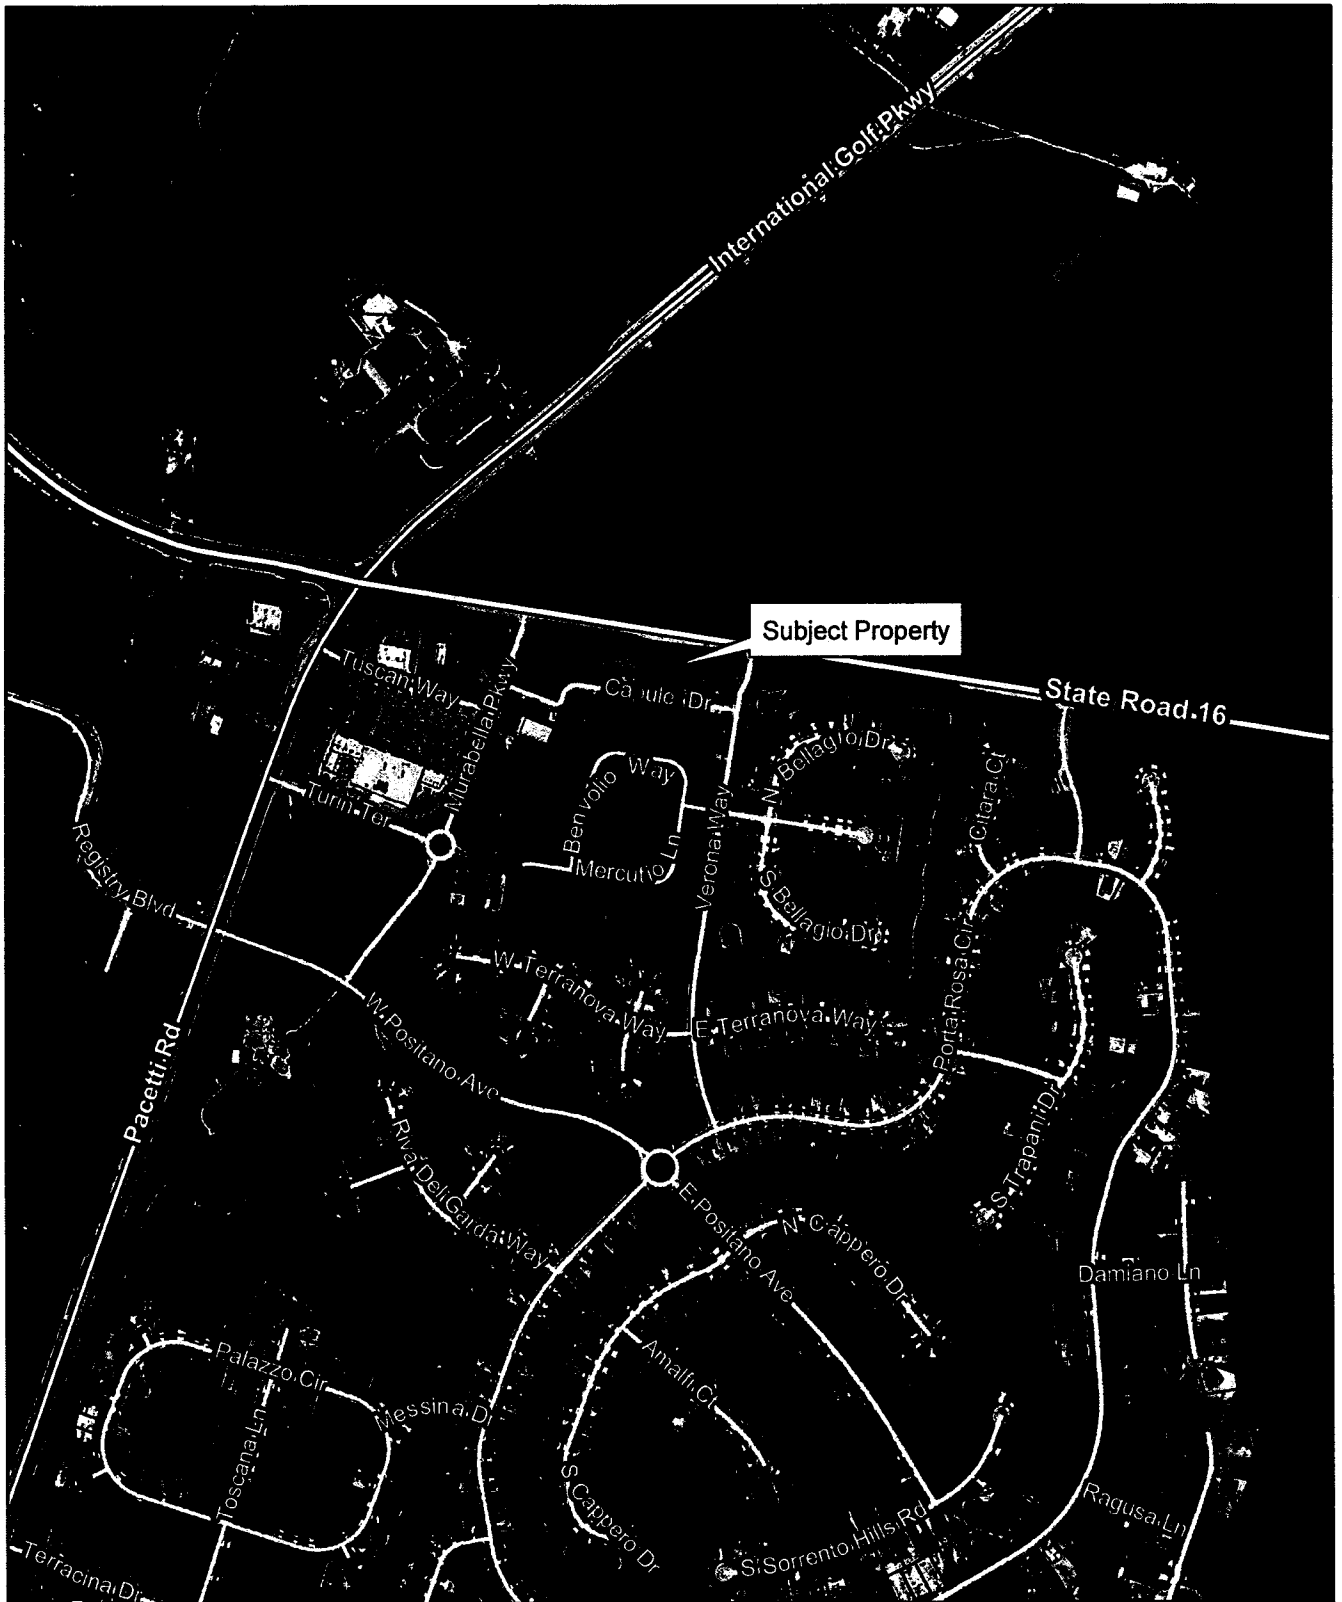 International Golf Pkwy
Subject Property
State Road 16
Tuscan Way
Murabella Pkwy
Dr
N Bellagio Dr
Citara Ct
Way
Benvolio
Turin Ter
Mercutio Ln
Verona Way
Registry Blvd
S Bellagio Dr
Porta Rosa Cir
W Terranova Way
E Terranova Way
W Positano Ave
Pacetti Rd
S Trapani Dr
Riva Del Garda Way
E Positano Ave
N Cappero Dr
Damiano Ln
Palazzo Cir
Amalfi Ct
Messina Dr
Toscana Ln
S Cappero Dr
Ragusa Ln
S Sorrento Hills Rd
Terracina Dr